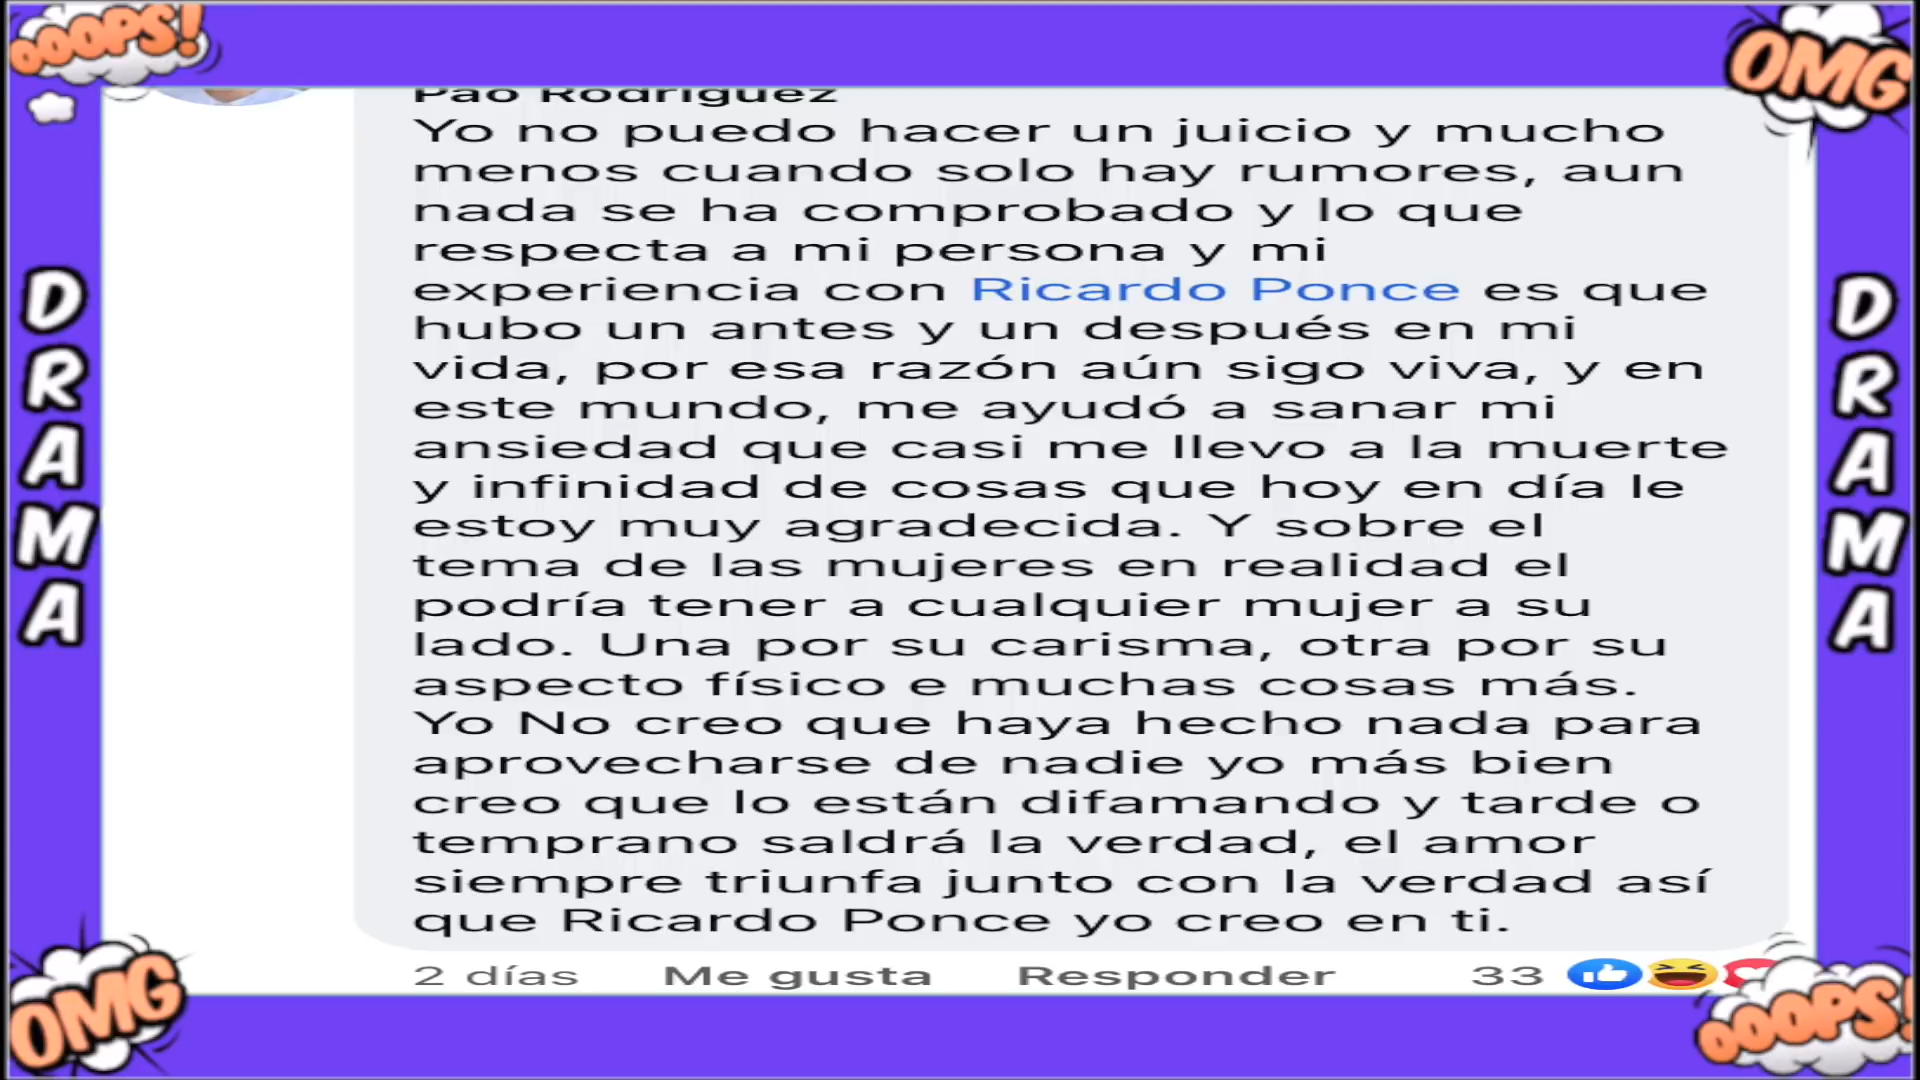 OOOPS!
OMG
Pao Rodríguez
Yo no puedo hacer un juicio y mucho
menos cuando solo hay rumores, aun
nada se ha comprobado y lo que
respecta a mi persona y mi
experiencia con Ricardo Ponce es que
hubo un antes y un después en mi
vida, por esa razón aún sigo viva, y en
este mundo, me ayudó a sanar mi
ansiedad que casi me llevo a la muerte
y infinidad de cosas que hoy en día le
estoy muy agradecida. Y sobre el
tema de las mujeres en realidad el
podría tener a cualquier mujer a su
lado. Una por su carisma, otra por su
aspecto físico e muchas cosas más.
Yo No creo que haya hecho nada para
aprovecharse de nadie yo más bien
creo que lo están difamando y tarde o
temprano saldrá la verdad, el amor
siempre triunfa junto con la verdad así
que Ricardo Ponce yo creo en ti.
2 días Me gusta Responder 33
DRAMA
DRAMA
OMG
OOOPS!